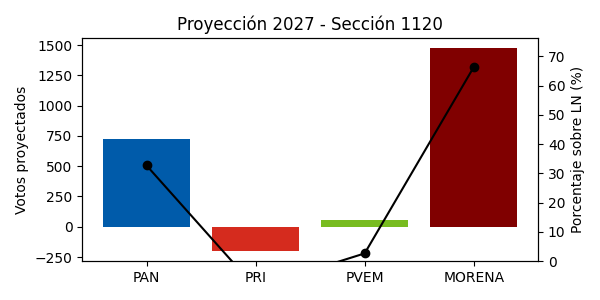 Proyección 2027 - Sección 1120
Votos proyectados
1500
1250
1000
750
500
250
0
−250
PAN
PRI
PVEM
MORENA
70
60
50
40
30
20
10
0
Porcentaje sobre LN (%)